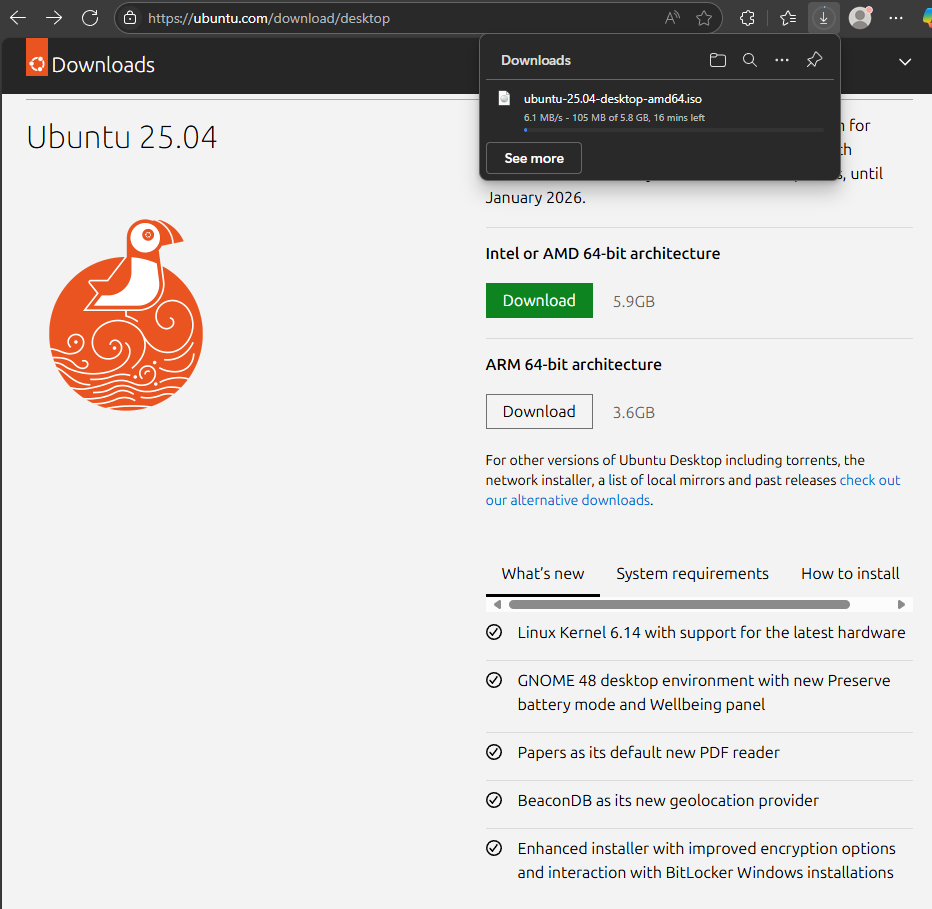 https://ubuntu.com/download/desktop
Downloads
Downloads
ubuntu-25.04-desktop-amd64.iso
6.1 MB/s - 105 MB of 5.8 GB, 16 mins left
See more
Ubuntu 25.04
for
until
January 2026.
Intel or AMD 64-bit architecture
Download 5.9GB
ARM 64-bit architecture
Download 3.6GB
For other versions of Ubuntu Desktop including torrents, the
network installer, a list of local mirrors and past releases check out
our alternative downloads.
What's new System requirements How to install
Linux Kernel 6.14 with support for the latest hardware
GNOME 48 desktop environment with new Preserve
battery mode and Wellbeing panel
Papers as its default new PDF reader
BeaconDB as its new geolocation provider
Enhanced installer with improved encryption options
and interaction with BitLocker Windows installations